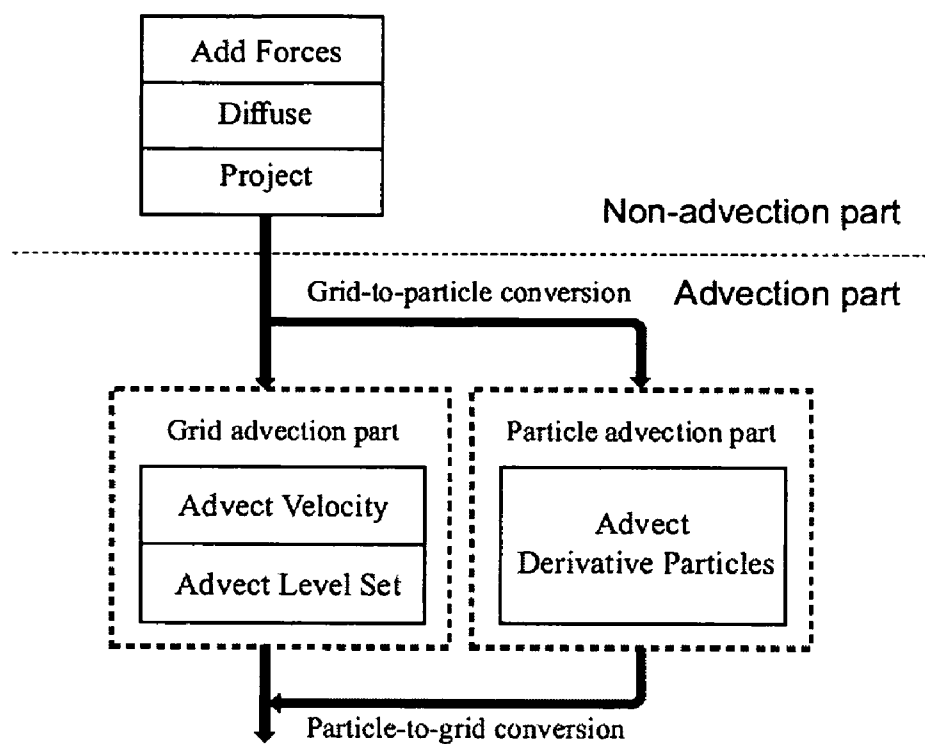 Add Forces
Diffuse
Project
Non-advection part
Grid-to-particle conversion
Advection part
Grid advection part
Advect Velocity
Advect Level Set
Particle advection part
Advect
Derivative Particles
Particle-to-grid conversion